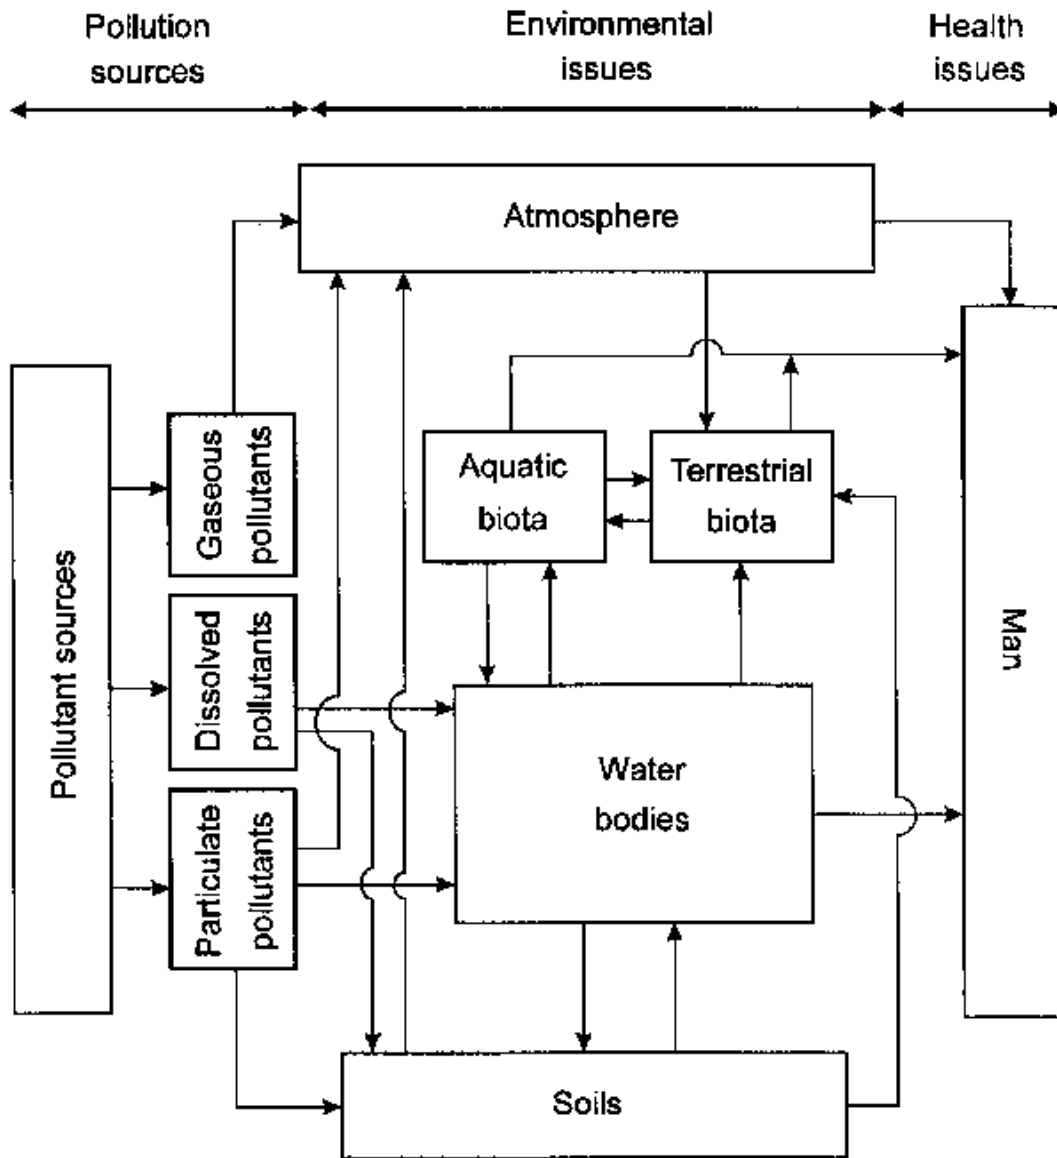 Pollution
sources
Environmental
issues
Health
issues
Atmosphere
Pollutant sources
Gaseous
pollutants
Dissolved
pollutants
Particulate
pollutants
Aquatic
biota
Terrestrial
biota
Water
bodies
Soils
Man